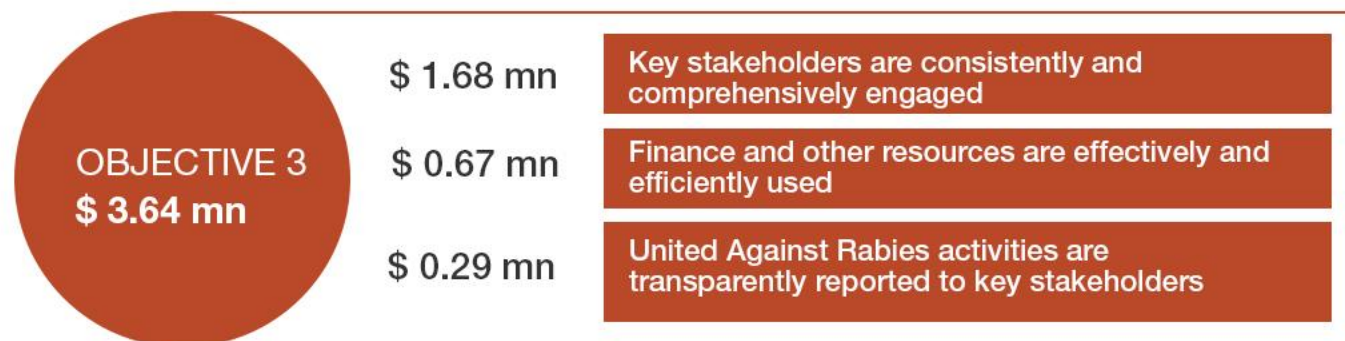 OBJECTIVE 3
$ 3.64 mn
$ 1.68 mn
Key stakeholders are consistently and
comprehensively engaged
$ 0.67 mn
Finance and other resources are effectively and
efficiently used
$ 0.29 mn
United Against Rabies activities are
transparently reported to key stakeholders